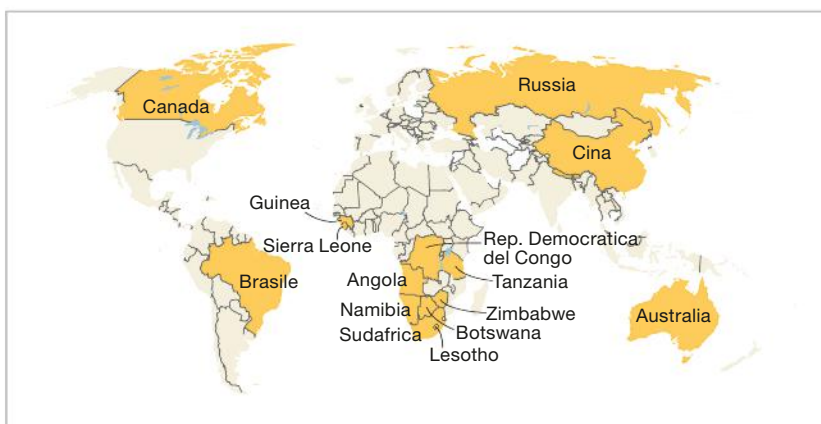 Russia
Canada
Cina
Guinea
Sierra Leone
Rep. Democratica
del Congo
Brasile
Angola
Tanzania
Namibia
Zimbabwe
Sudafrica
Botswana
Lesotho
Australia